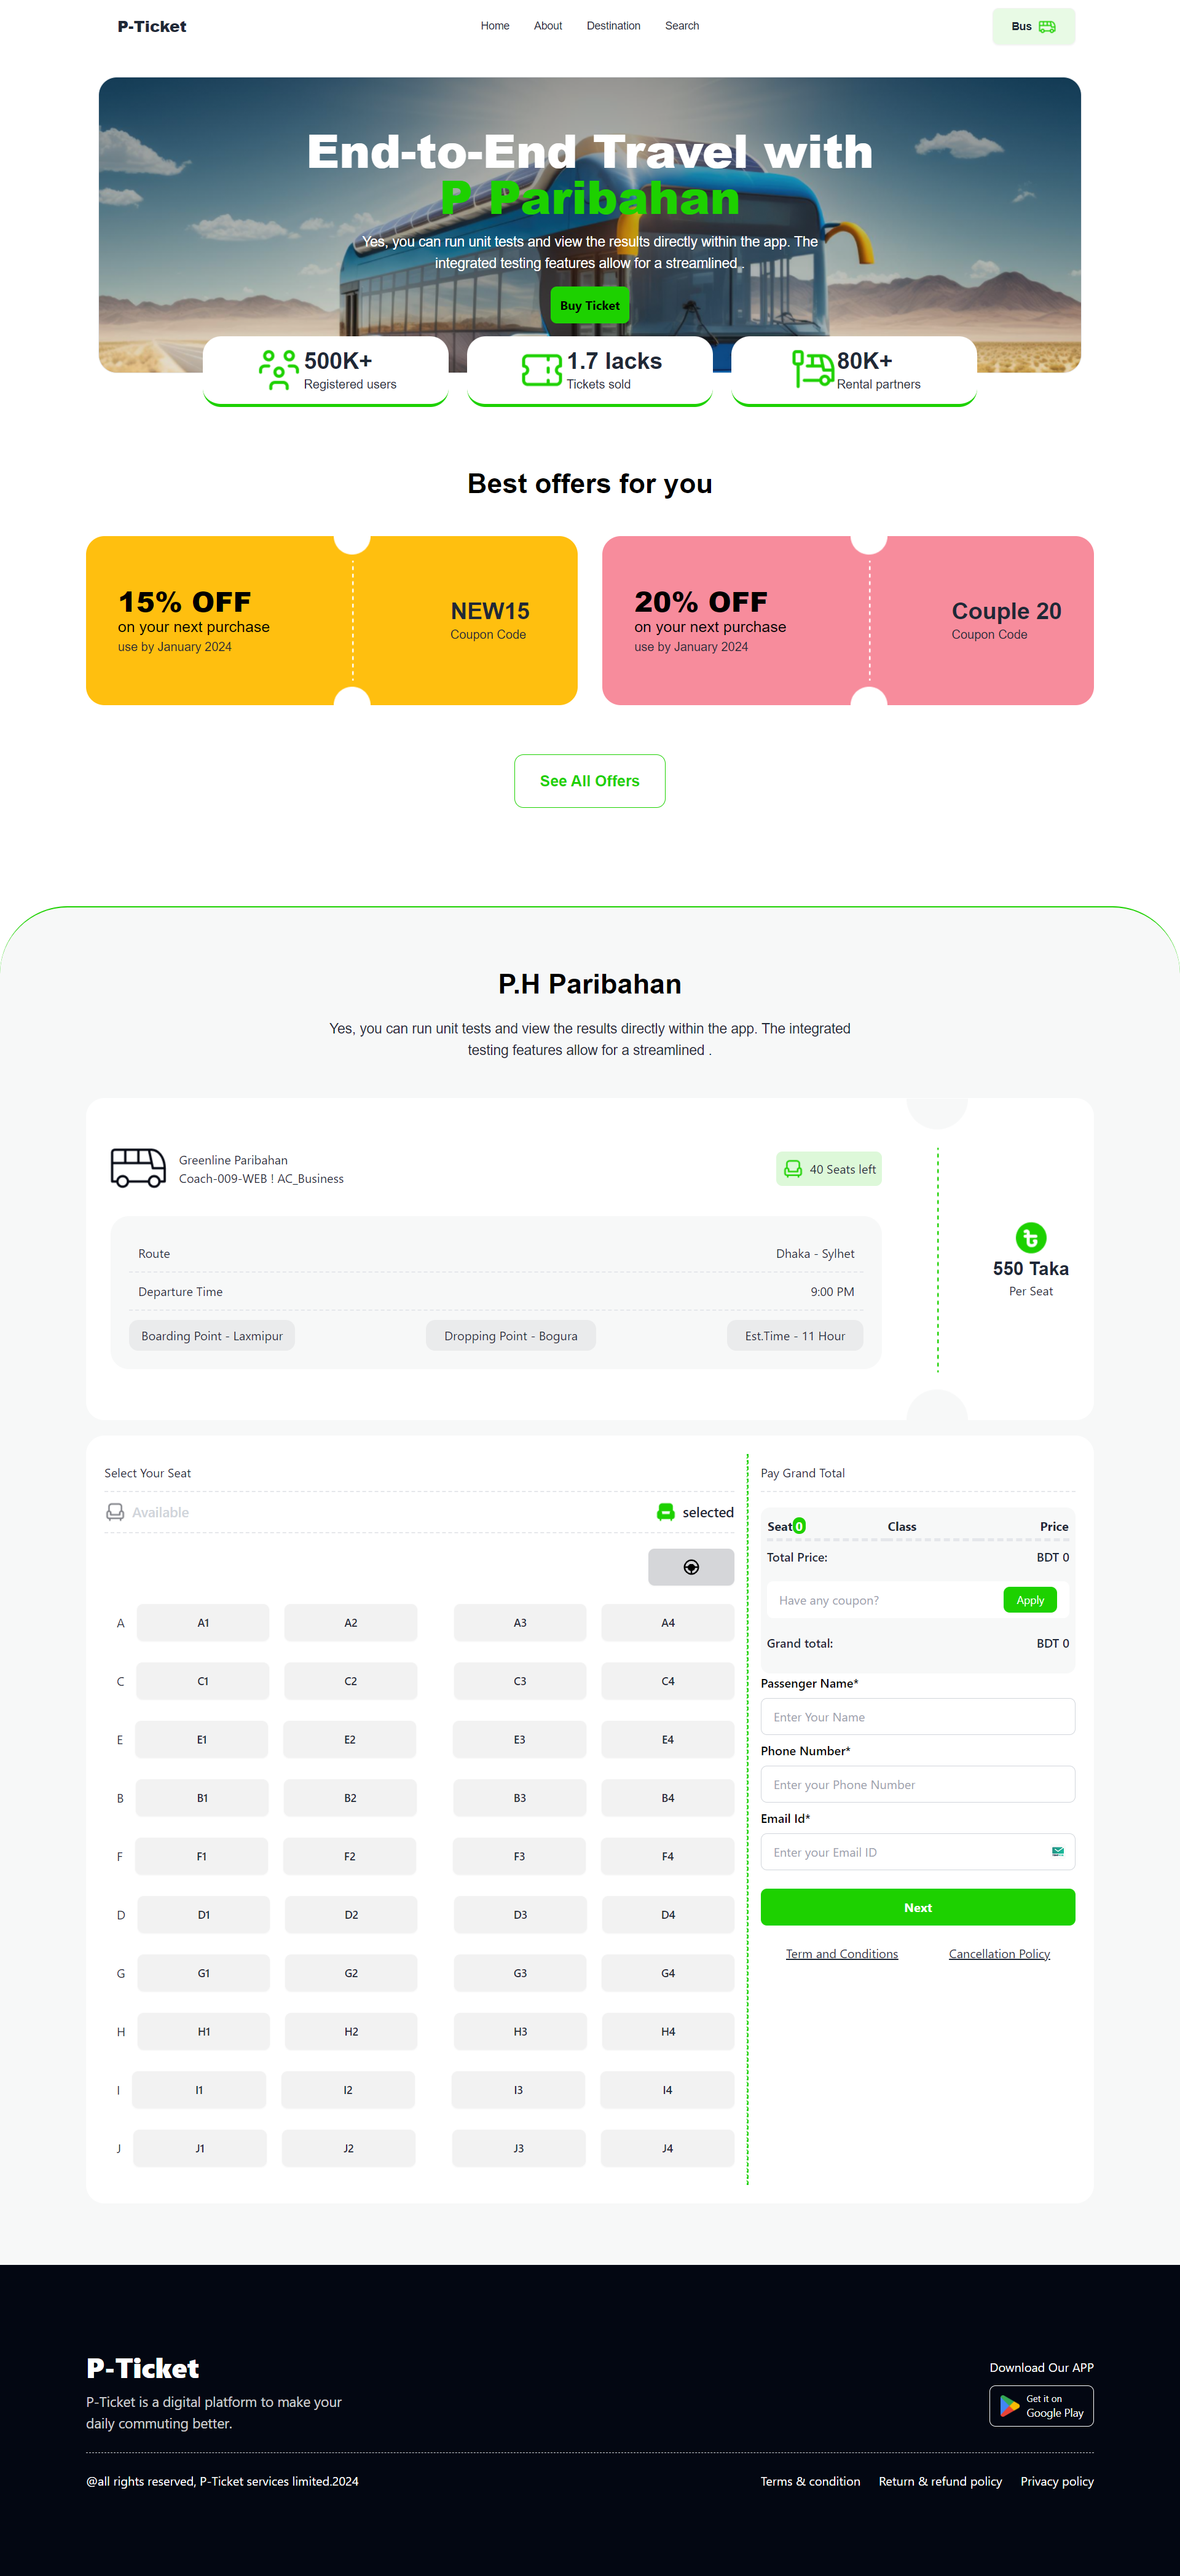 P-Ticket
Home About Destination Search
Bus
End-to-End Travel with
P Paribahan
Yes, you can run unit tests and view the results directly within the app. The
integrated testing features allow for a streamlined .
Buy Ticket
500K+
Registered users
1.7 lacks
Tickets sold
80K+
Rental partners
Best offers for you
15% OFF
on your next purchase
use by January 2024
NEW15
Coupon Code
20% OFF
on your next purchase
use by January 2024
Couple 20
Coupon Code
See All Offers
P.H Paribahan
Yes, you can run unit tests and view the results directly within the app. The integrated
testing features allow for a streamlined .
Greenline Paribahan
Coach-009-WEB ! AC_Business
40 Seats left
Route Dhaka - Sylhet
Departure Time 9:00 PM
Boarding Point - Laxmipur Dropping Point - Bogura Est.Time - 11 Hour
৳
550 Taka
Per Seat
Select Your Seat
Available selected
A A1 A2 A3 A4
C C1 C2 C3 C4
E E1 E2 E3 E4
B B1 B2 B3 B4
F F1 F2 F3 F4
D D1 D2 D3 D4
G G1 G2 G3 G4
H H1 H2 H3 H4
I I1 I2 I3 I4
J J1 J2 J3 J4
Pay Grand Total
Seat 0 Class Price
Total Price: BDT 0
Have any coupon? Apply
Grand total: BDT 0
Passenger Name*
Enter Your Name
Phone Number*
Enter your Phone Number
Email Id*
Enter your Email ID
Next
Term and Conditions Cancellation Policy
P-Ticket
P-Ticket is a digital platform to make your
daily commuting better.
Download Our APP
Get it on
Google Play
@all rights reserved, P-Ticket services limited.2024
Terms & condition Return & refund policy Privacy policy